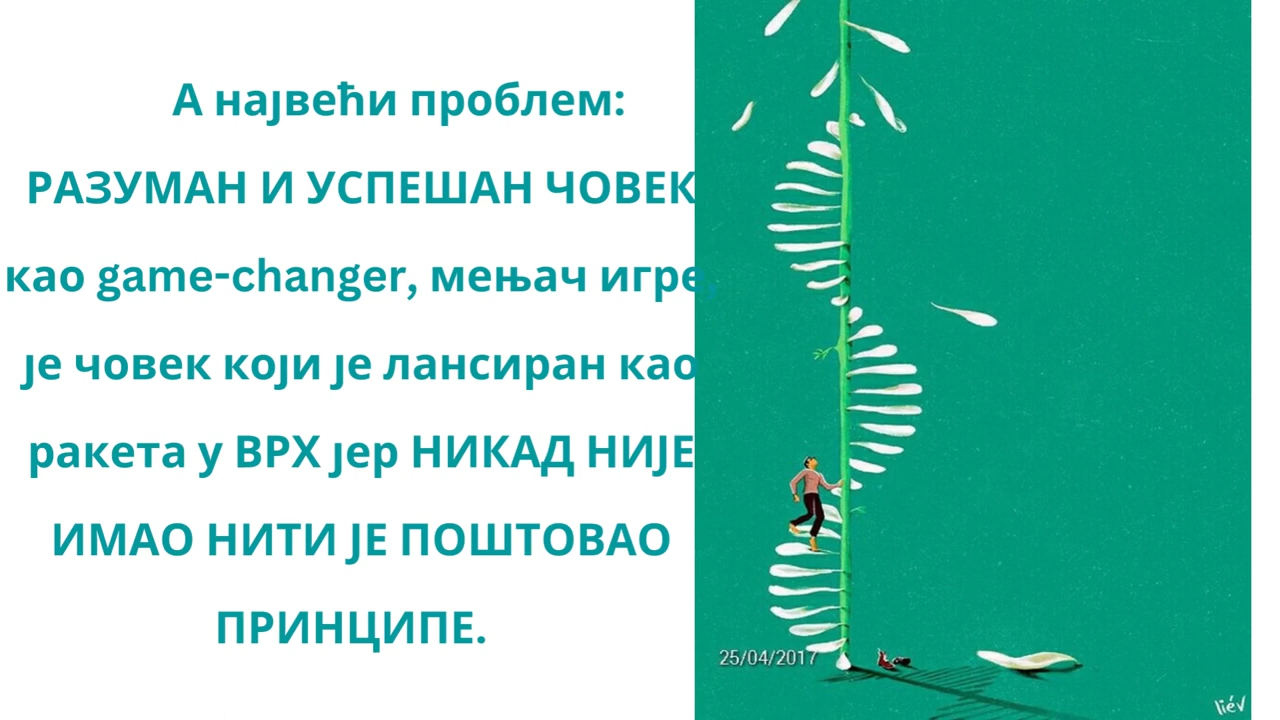 А највећи проблем:
РАЗУМАН И УСПЕШАН ЧОВЕК
као game-changer, мењач игре,
је човек који је лансиран као
ракета у ВРХ јер НИКАД НИЈЕ
ИМАО НИТИ ЈЕ ПОШТОВАО
ПРИНЦИПЕ.
25/04/2017
liév